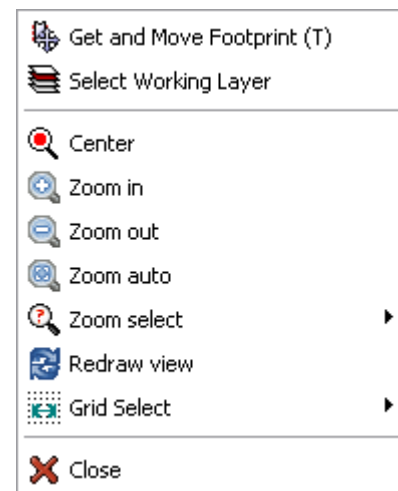 Get and Move Footprint (T)
Select Working Layer
Center
Zoom in
Zoom out
Zoom auto
Zoom select
Redraw view
Grid Select
Close